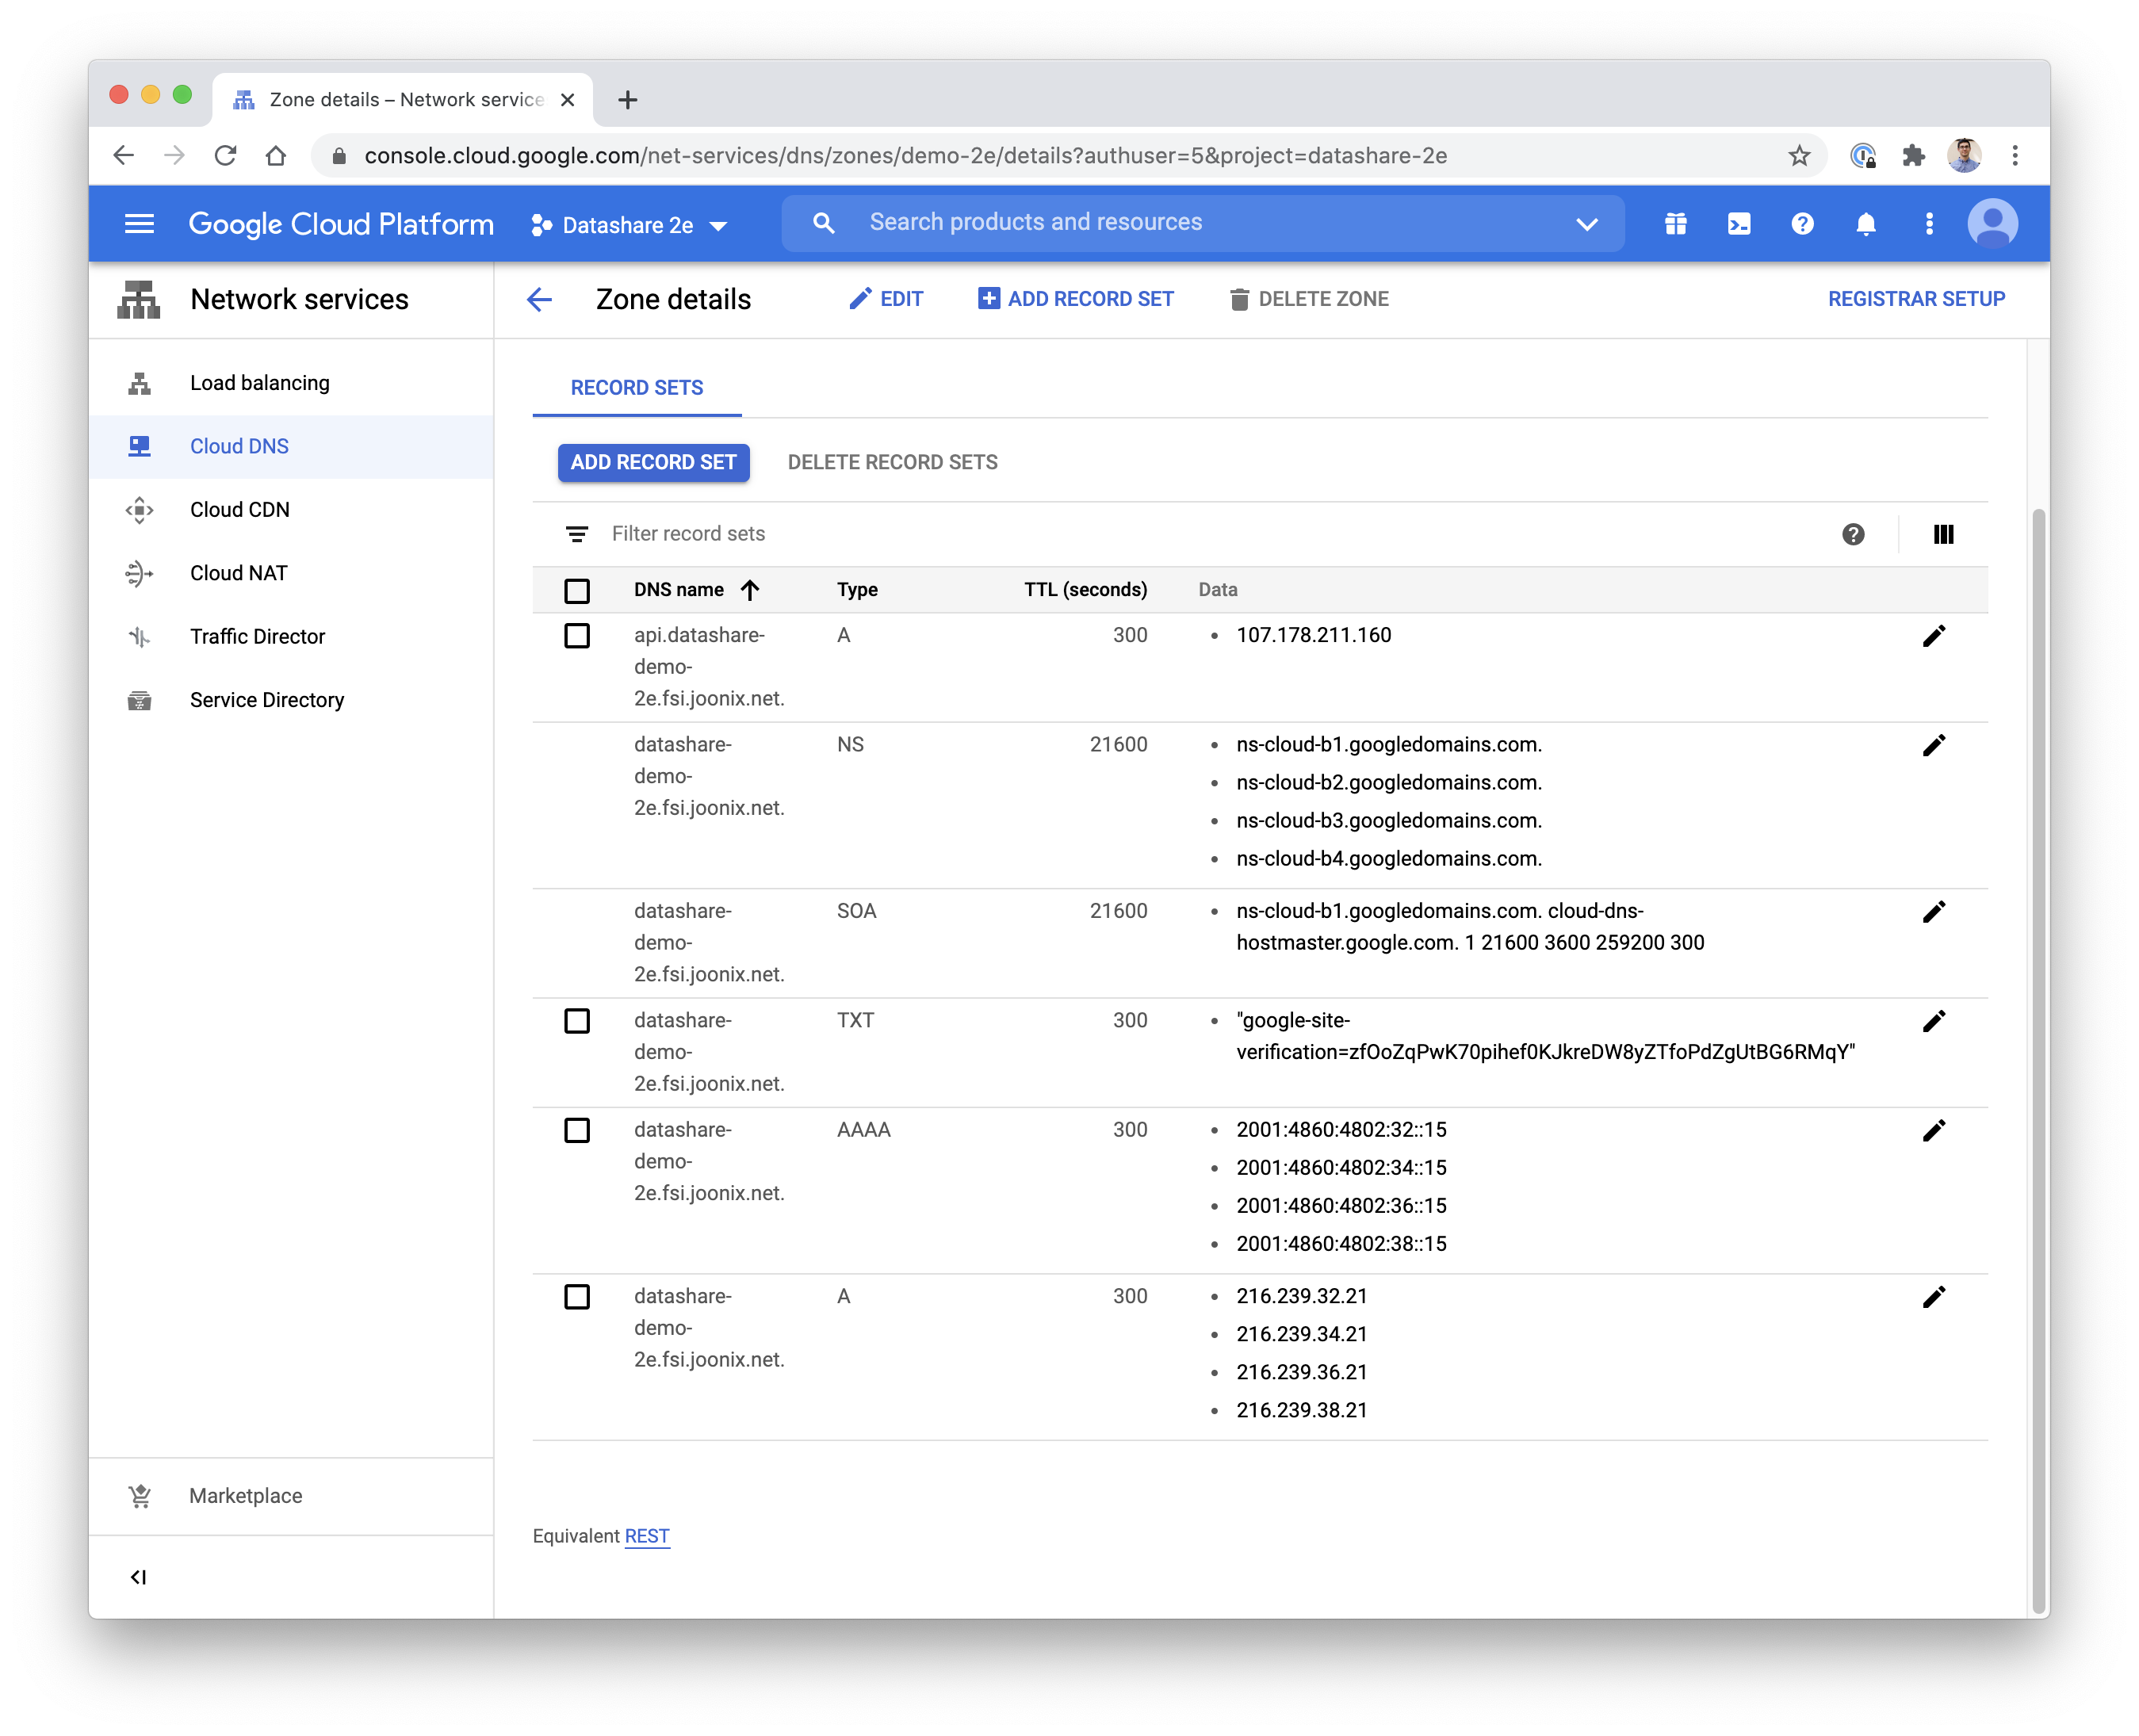 Zone details – Network service
console.cloud.google.com/net-services/dns/zones/demo-2e/details?authuser=5&project=datashare-2e
Google Cloud Platform
Datashare 2e
Search products and resources
Network services
Zone details
EDIT
ADD RECORD SET
DELETE ZONE
REGISTRAR SETUP
Load balancing
Cloud DNS
Cloud CDN
Cloud NAT
Traffic Director
Service Directory
Marketplace
RECORD SETS
ADD RECORD SET
DELETE RECORD SETS
Filter record sets
DNS name Type TTL (seconds) Data
api.datashare- A 300 • 107.178.211.160
demo-
2e.fsi.joonix.net.
datashare- NS 21600 • ns-cloud-b1.googledomains.com.
demo- • ns-cloud-b2.googledomains.com.
2e.fsi.joonix.net. • ns-cloud-b3.googledomains.com.
• ns-cloud-b4.googledomains.com.
datashare- SOA 21600 • ns-cloud-b1.googledomains.com. cloud-dns-
demo- hostmaster.google.com. 1 21600 3600 259200 300
2e.fsi.joonix.net.
datashare- TXT 300 • "google-site-
demo- verification=zfOoZqPwK70pihef0KJkreDW8yZTfoPdZgUtBG6RMqY"
2e.fsi.joonix.net.
datashare- AAAA 300 • 2001:4860:4802:32::15
demo- • 2001:4860:4802:34::15
2e.fsi.joonix.net. • 2001:4860:4802:36::15
• 2001:4860:4802:38::15
datashare- A 300 • 216.239.32.21
demo- • 216.239.34.21
2e.fsi.joonix.net. • 216.239.36.21
• 216.239.38.21
Equivalent REST